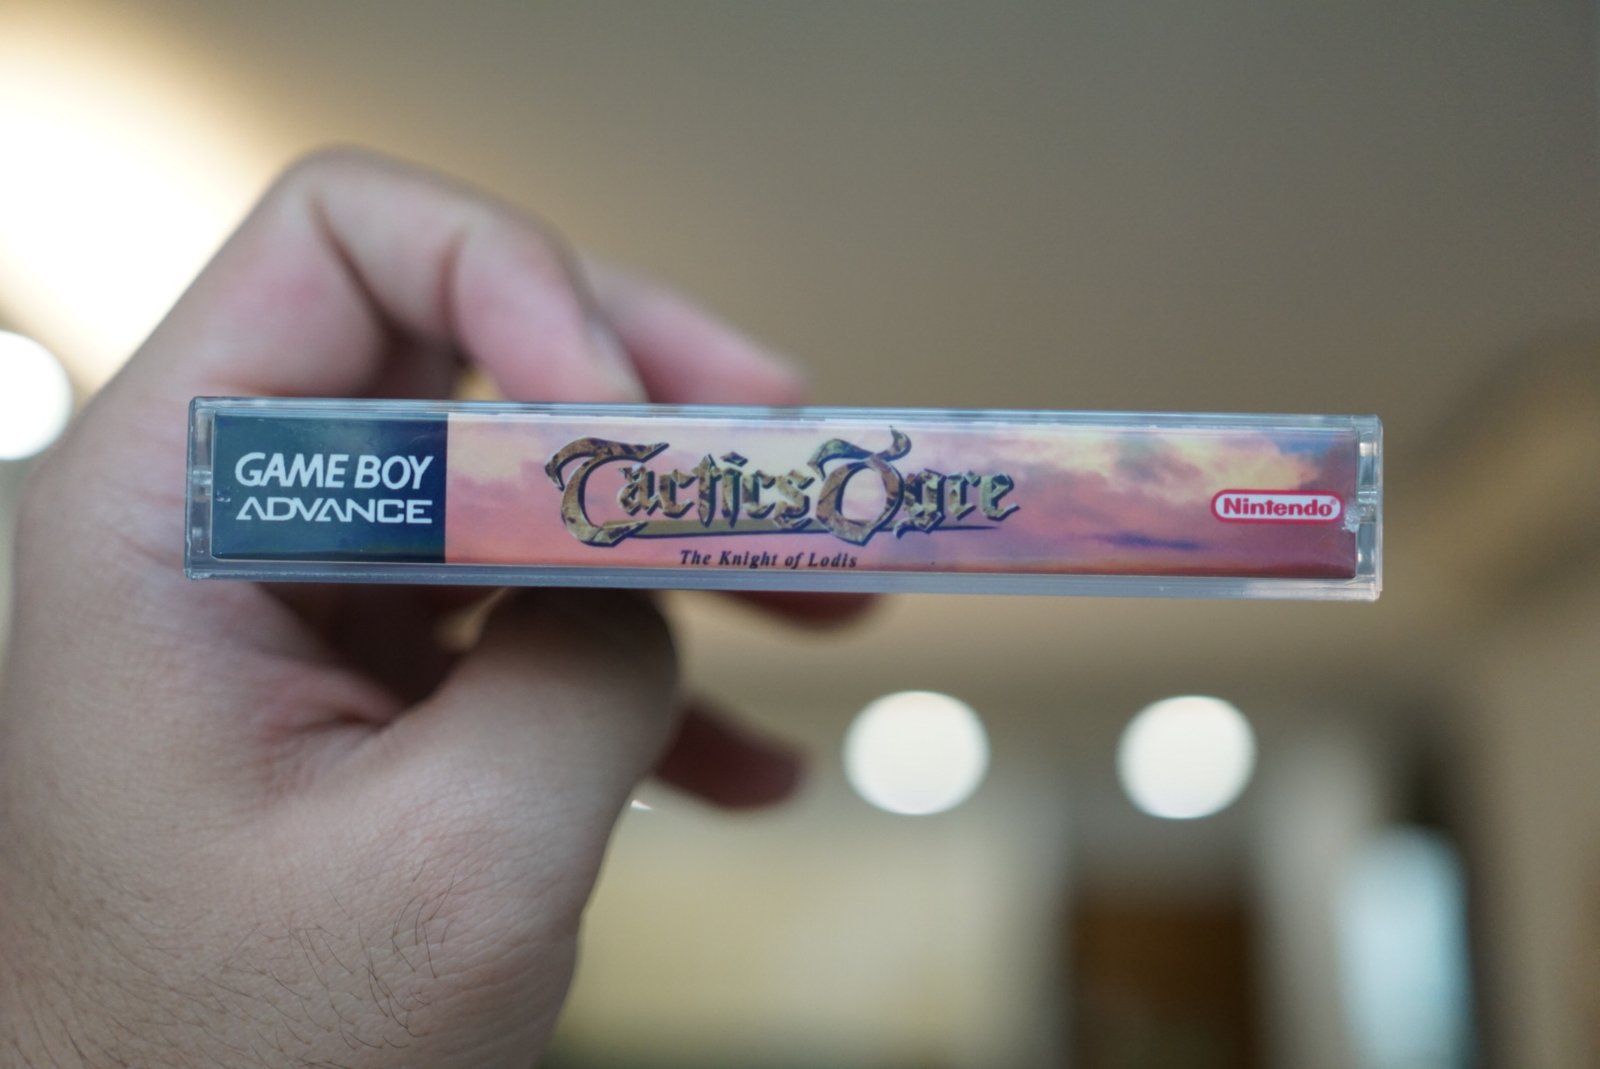 GAME BOY
ADVANCE
Tactics Ogre
The Knight of Lodis
Nintendo®